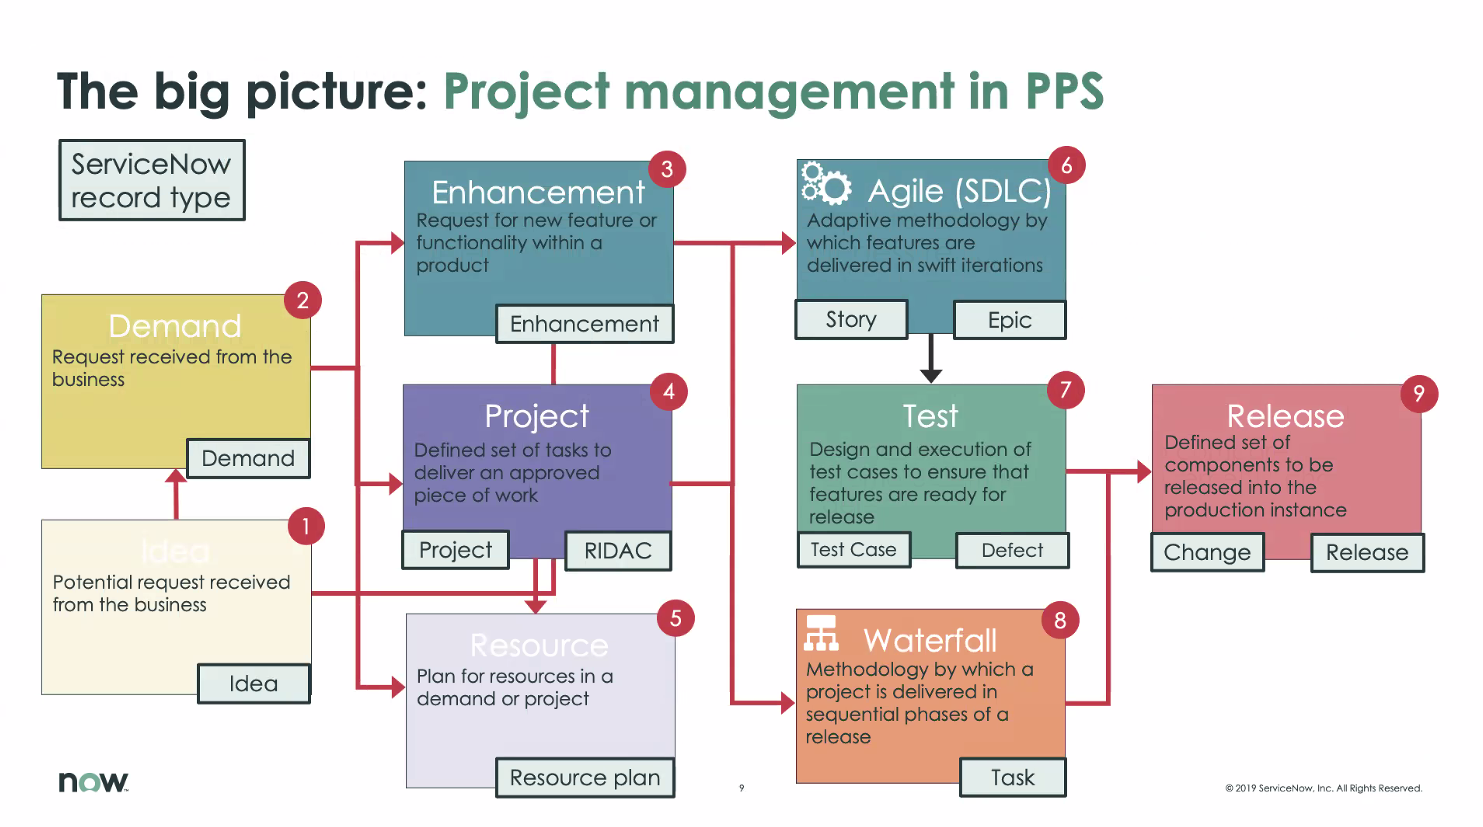 The big picture: Project management in PPS
ServiceNow
record type
1
Idea
Potential request received
from the business
Idea
2
Demand
Request received from the
business
Demand
3
Enhancement
Request for new feature or
functionality within a
product
Enhancement
4
Project
Defined set of tasks to
deliver an approved
piece of work
Project
RIDAC
5
Resource
Plan for resources in a
demand or project
Resource plan
6
Agile (SDLC)
Adaptive methodology by
which features are
delivered in swift iterations
Story
Epic
7
Test
Design and execution of
test cases to ensure that
features are ready for
release
Test Case
Defect
8
Waterfall
Methodology by which a
project is delivered in
sequential phases of a
release
Task
9
Release
Defined set of
components to be
released into the
production instance
Change
Release
now
9
© 2019 ServiceNow, Inc. All Rights Reserved.